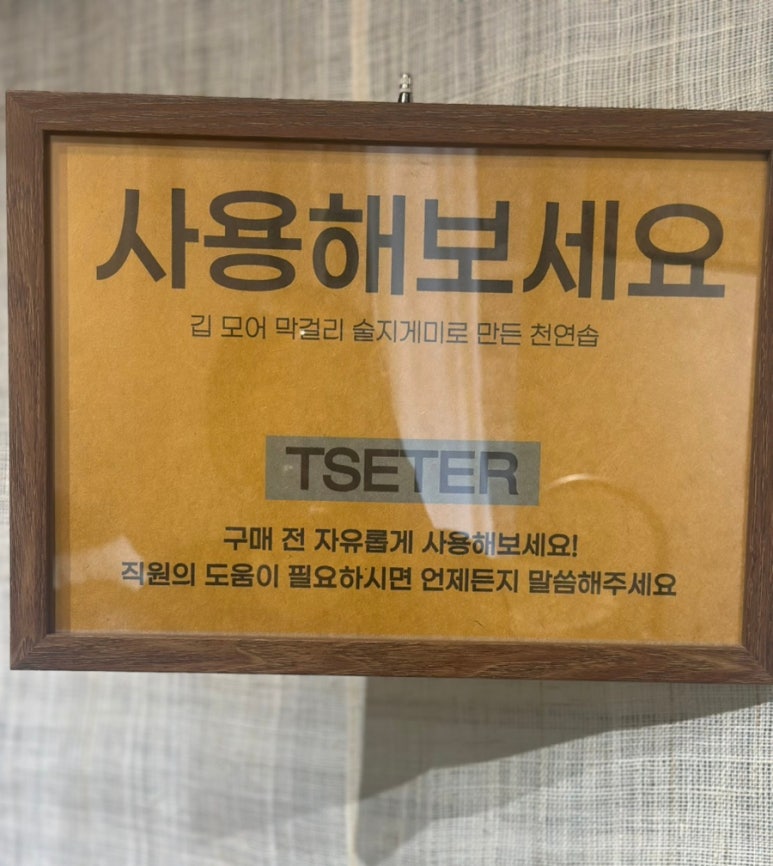 사용해보세요
깁 모어 막걸리 술지게미로 만든 천연솝
TSETER
구매 전 자유롭게 사용해보세요!
직원의 도움이 필요하시면 언제든지 말씀해주세요